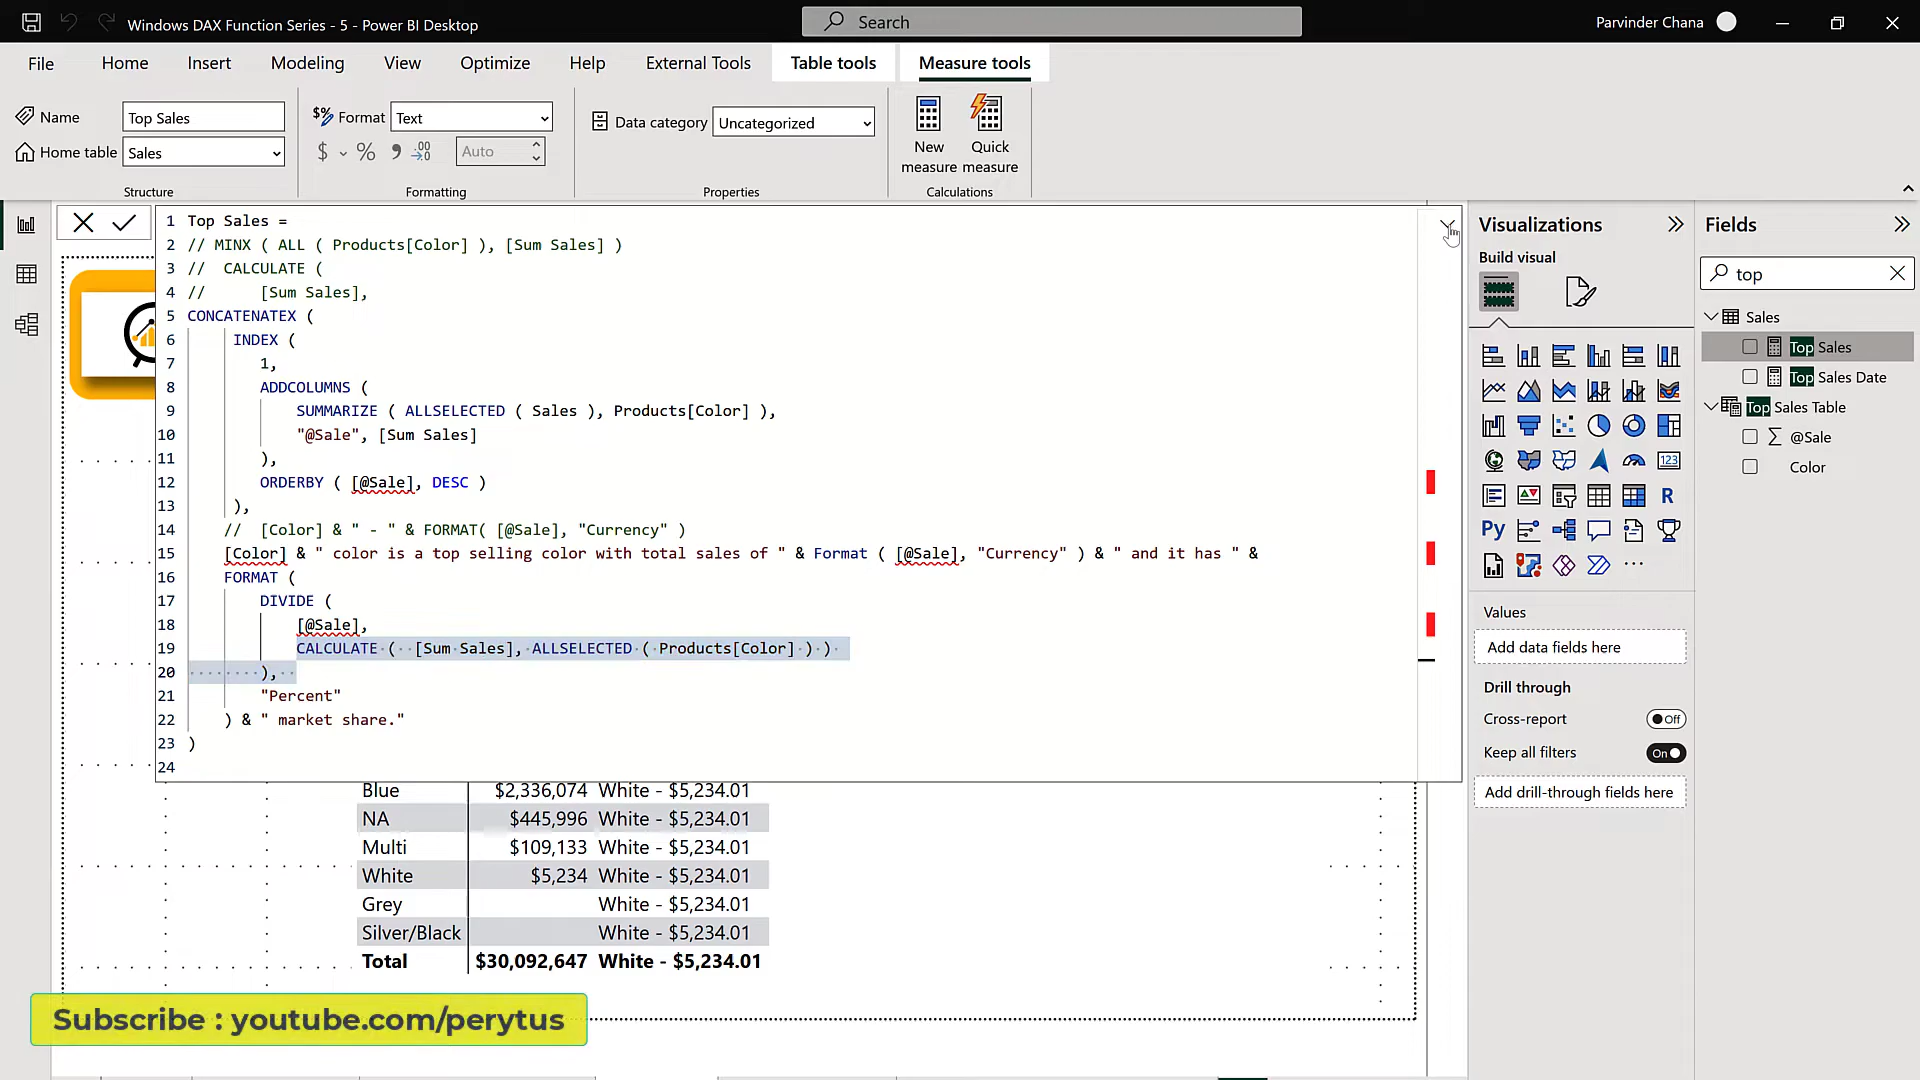 Windows DAX Function Series - 5 - Power BI Desktop
Search
Parvinder Chana
File Home Insert Modeling View Optimize Help External Tools Table tools Measure tools
Name Top Sales
Home table Sales
Structure
Format Text
$ % Auto
Formatting
Data category Uncategorized
Properties
New measure
Quick measure
Calculations
1 Top Sales =
2 // MINX ( ALL ( Products[Color] ), [Sum Sales] )
3 // CALCULATE (
4 // [Sum Sales],
5 CONCATENATEX (
6 INDEX (
7 1,
8 ADDCOLUMNS (
9 SUMMARIZE ( ALLSELECTED ( Sales ), Products[Color] ),
10 "@Sale", [Sum Sales]
11 ),
12 ORDERBY ( [@Sale], DESC )
13 ),
14 // [Color] & " - " & FORMAT( [@Sale], "Currency" )
15 [Color] & " color is a top selling color with total sales of " & Format ( [@Sale], "Currency" ) & " and it has " &
16 FORMAT (
17 DIVIDE (
18 [@Sale],
19 CALCULATE ( [Sum Sales], ALLSELECTED ( Products[Color] ) )
20 ),
21 "Percent"
22 ) & " market share."
23 )
24
Blue $2,336,074 White - $5,234.01
NA $445,996 White - $5,234.01
Multi $109,133 White - $5,234.01
White $5,234 White - $5,234.01
Grey White - $5,234.01
Silver/Black White - $5,234.01
Total $30,092,647 White - $5,234.01
Subscribe : youtube.com/perytus
Visualizations
Build visual
123
R
Py
Values
Add data fields here
Drill through
Cross-report Off
Keep all filters On
Add drill-through fields here
Fields
top
Sales
Top Sales
Top Sales Date
Top Sales Table
@Sale
Color